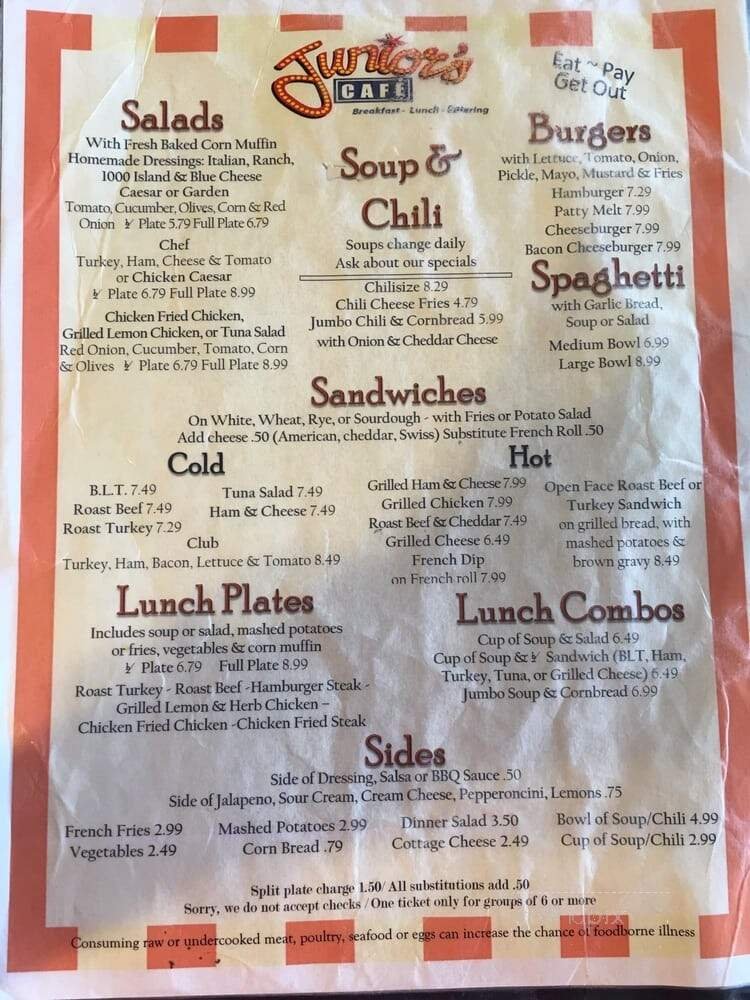 Junior's
CAFÉ
Breakfast - Lunch - Catering
Eat ~ Pay
Get Out
Salads
With Fresh Baked Corn Muffin
Homemade Dressings: Italian, Ranch,
1000 Island & Blue Cheese
Caesar or Garden
Tomato, Cucumber, Olives, Corn & Red
Onion ½ Plate 5.79 Full Plate 6.79
Chef
Turkey, Ham, Cheese & Tomato
or Chicken Caesar
½ Plate 6.79 Full Plate 8.99
Chicken Fried Chicken,
Grilled Lemon Chicken, or Tuna Salad
Red Onion, Cucumber, Tomato, Corn
& Olives ½ Plate 6.79 Full Plate 8.99
Soup &
Chili
Soups change daily
Ask about our specials
Chilisize 8.29
Chili Cheese Fries 4.79
Jumbo Chili & Cornbread 5.99
with Onion & Cheddar Cheese
Burgers
with Lettuce, Tomato, Onion,
Pickle, Mayo, Mustard & Fries
Hamburger 7.29
Patty Melt 7.99
Cheeseburger 7.99
Bacon Cheeseburger 7.99
Spaghetti
with Garlic Bread,
Soup or Salad
Medium Bowl 6.99
Large Bowl 8.99
Sandwiches
On White, Wheat, Rye, or Sourdough - with Fries or Potato Salad
Add cheese .50 (American, cheddar, Swiss) Substitute French Roll .50
Cold
B.L.T. 7.49
Roast Beef 7.49
Roast Turkey 7.29
Tuna Salad 7.49
Ham & Cheese 7.49
Club
Turkey, Ham, Bacon, Lettuce & Tomato 8.49
Hot
Grilled Ham & Cheese 7.99
Grilled Chicken 7.99
Roast Beef & Cheddar 7.49
Grilled Cheese 6.49
French Dip
on French roll 7.99
Open Face Roast Beef or
Turkey Sandwich
on grilled bread, with
mashed potatoes &
brown gravy 8.49
Lunch Plates
Includes soup or salad, mashed potatoes
or fries, vegetables & corn muffin
½ Plate 6.79 Full Plate 8.99
Roast Turkey - Roast Beef -Hamburger Steak -
Grilled Lemon & Herb Chicken –
Chicken Fried Chicken -Chicken Fried Steak
Lunch Combos
Cup of Soup & Salad 6.49
Cup of Soup & ½ Sandwich (BLT, Ham,
Turkey, Tuna, or Grilled Cheese) 6.49
Jumbo Soup & Cornbread 6.99
Sides
Side of Dressing, Salsa or BBQ Sauce .50
Side of Jalapeno, Sour Cream, Cream Cheese, Pepperoncini, Lemons .75
French Fries 2.99 Mashed Potatoes 2.99 Dinner Salad 3.50 Bowl of Soup/Chili 4.99
Vegetables 2.49 Corn Bread .79 Cottage Cheese 2.49 Cup of Soup/Chili 2.99
Split plate charge 1.50/ All substitutions add .50
Sorry, we do not accept checks / One ticket only for groups of 6 or more
Consuming raw or undercooked meat, poultry, seafood or eggs can increase the chance of foodborne illness